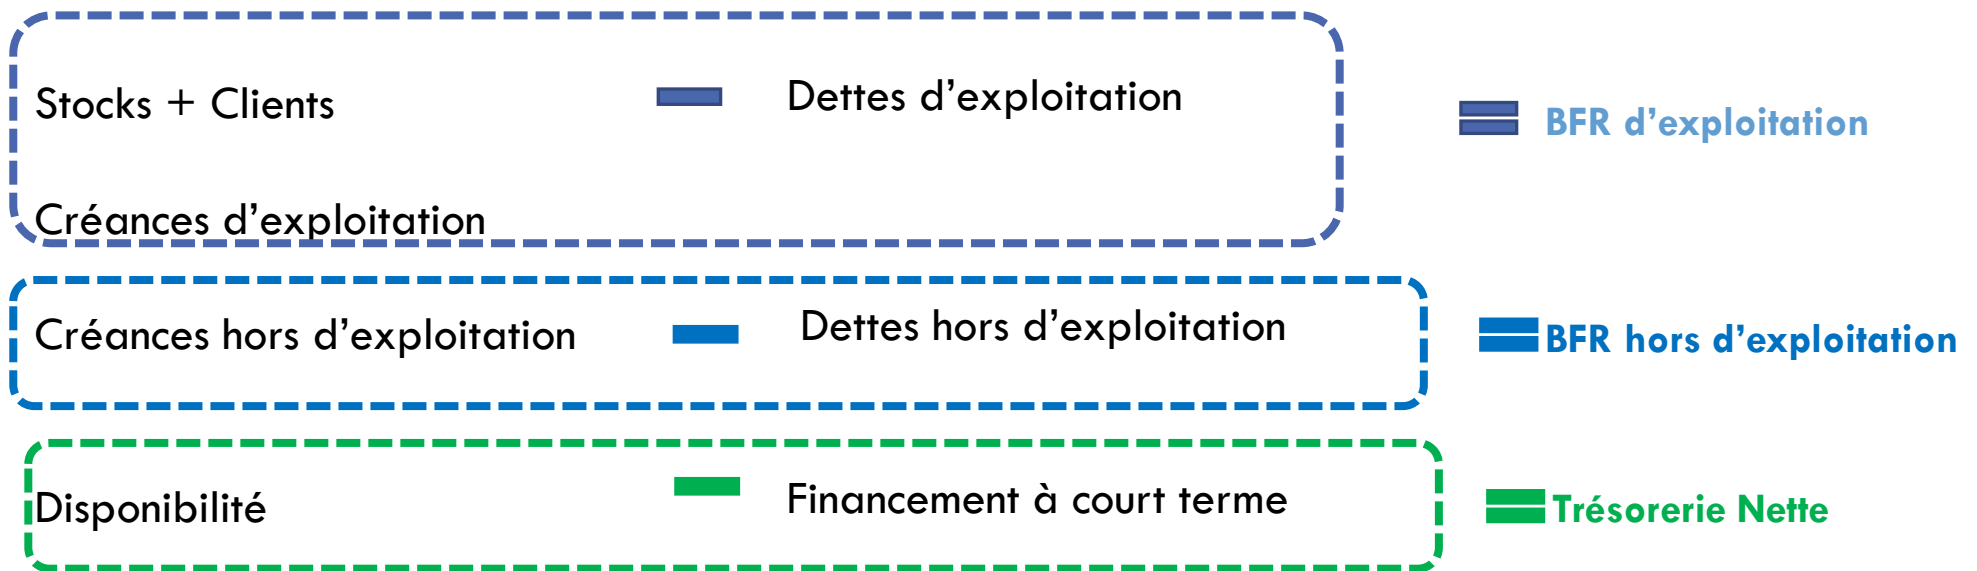 Stocks + Clients
Dettes d’exploitation
BFR d’exploitation
Créances d’exploitation
Créances hors d’exploitation
Dettes hors d’exploitation
BFR hors d’exploitation
Disponibilité
Financement à court terme
Trésorerie Nette